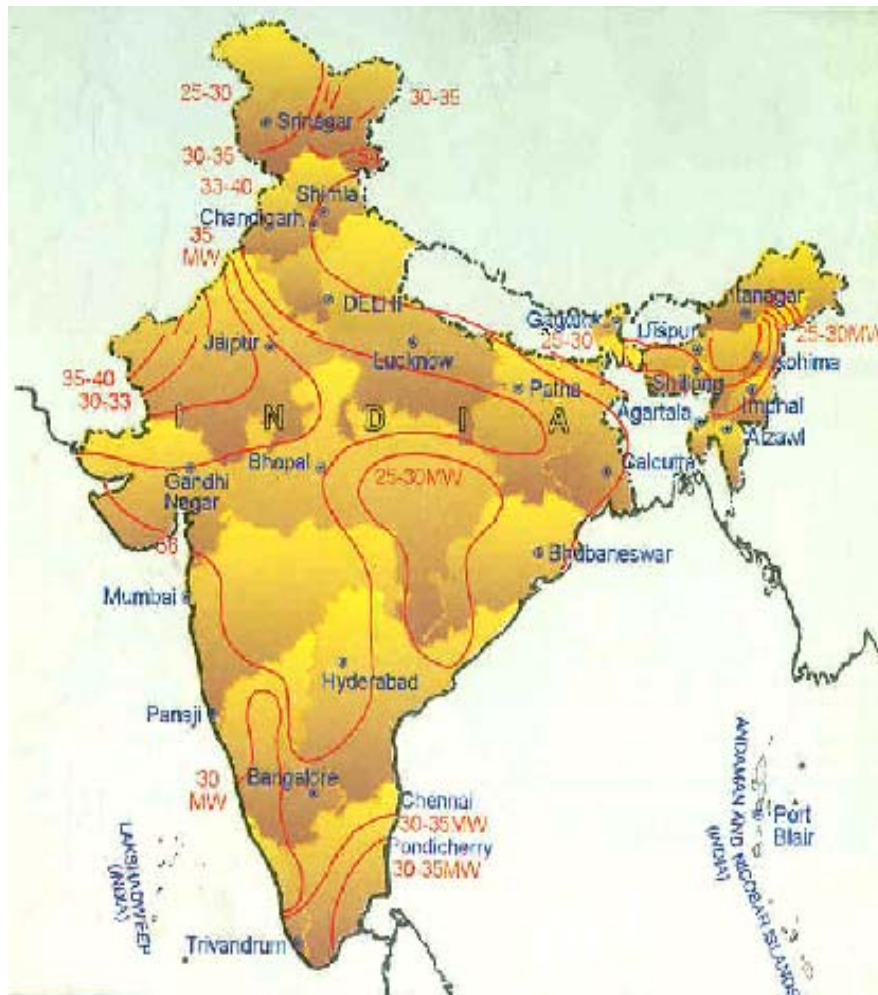 25-30
30-35
Srinagar
30-35
33-40
Shimla
Chandigarh
35
MW
DELHI
Itanagar
25-30MW
25-30
Jaipur
Lucknow
Kohima
Shillong
35-40
30-33
Patna
Imphal
I N D I A
Agartala
Aizawl
Bhopal
25-30MW
Calcutta
Gandhi
Nagar
Bhubaneswar
Mumbai
Hyderabad
Panaji
30
MW
Bangalore
Chennai
30-35MW
Pondicherry
30-35MW
Port
Blair
ANDAMAN AND NICOBAR ISLANDS
(INDIA)
LAKSHADWEEP
(INDIA)
Trivandrum